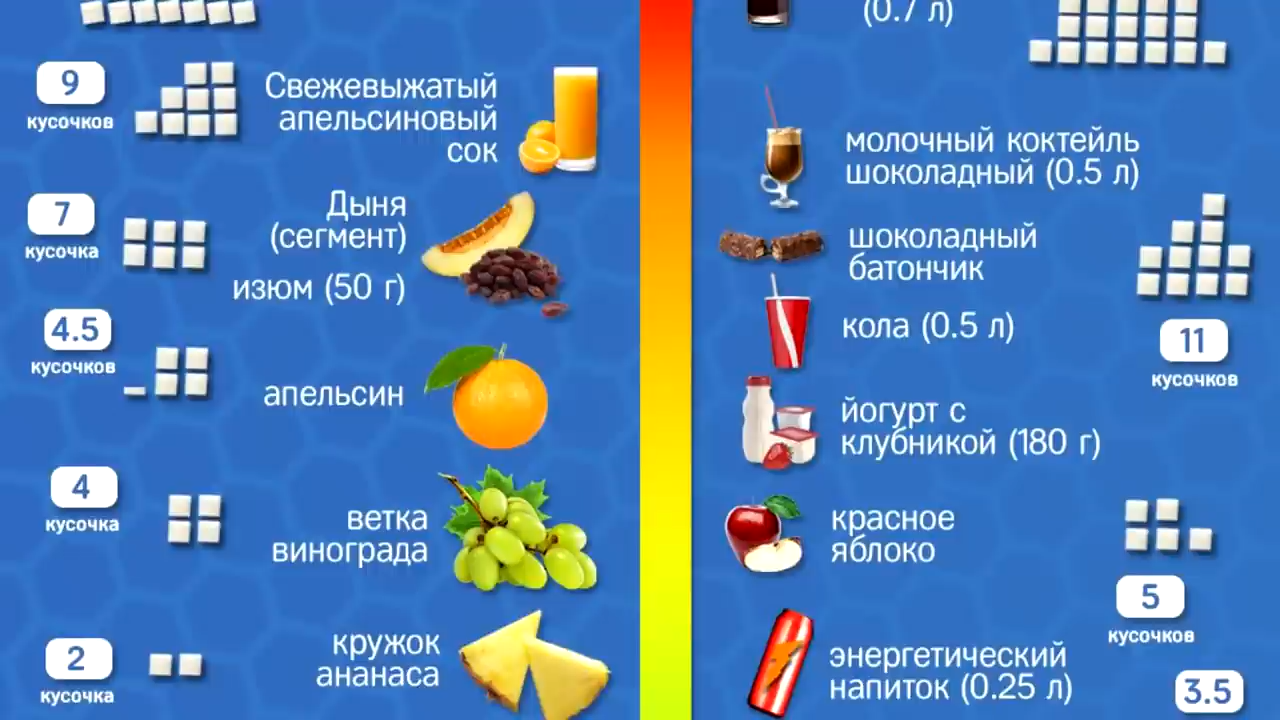 9
кусочков
Свежевыжатый
апельсиновый
сок
7
кусочка
Дыня
(сегмент)
изюм (50 г)
4.5
кусочков
апельсин
4
кусочка
ветка
винограда
2
кусочка
кружок
ананаса
(0.7 л)
молочный коктейль
шоколадный (0.5 л)
шоколадный
батончик
кола (0.5 л)
11
кусочков
йогурт с
клубникой (180 г)
красное
яблоко
5
кусочков
энергетический
напиток (0.25 л)
3.5